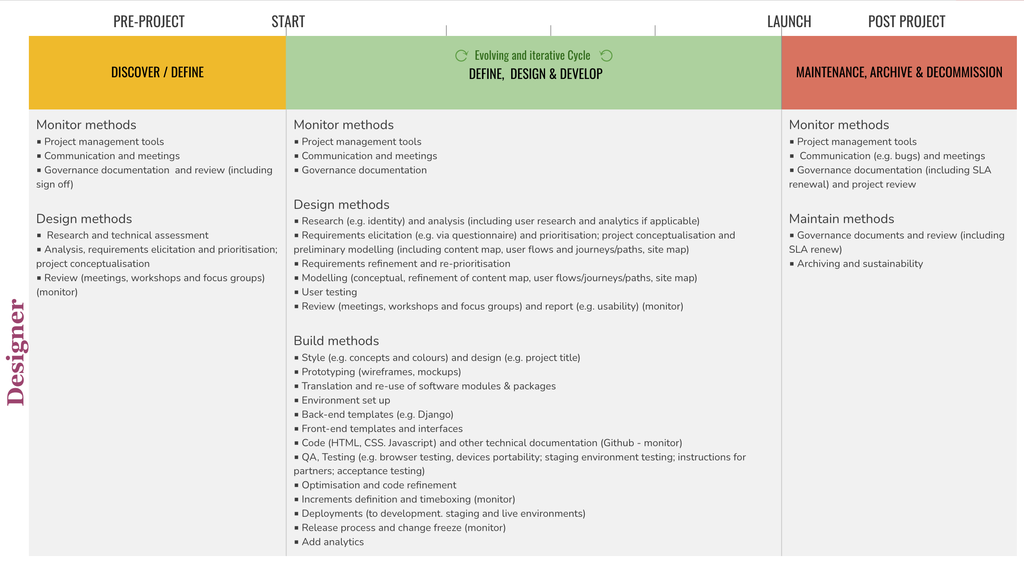 PRE-PROJECT
START
LAUNCH
POST PROJECT
DISCOVER / DEFINE
Evolving and iterative Cycle
DEFINE, DESIGN & DEVELOP
MAINTENANCE, ARCHIVE & DECOMMISSION
Designer
Monitor methods
▪ Project management tools
▪ Communication and meetings
▪ Governance documentation and review (including
sign off)
Design methods
▪ Research and technical assessment
▪ Analysis, requirements elicitation and prioritisation;
project conceptualisation
▪ Review (meetings, workshops and focus groups)
(monitor)
Monitor methods
▪ Project management tools
▪ Communication and meetings
▪ Governance documentation
Design methods
▪ Research (e.g. identity) and analysis (including user research and analytics if applicable)
▪ Requirements elicitation (e.g. via questionnaire) and prioritisation; project conceptualisation and
preliminary modelling (including content map, user flows and journeys/paths, site map)
▪ Requirements refinement and re-prioritisation
▪ Modelling (conceptual, refinement of content map, user flows/journeys/paths, site map)
▪ User testing
▪ Review (meetings, workshops and focus groups) and report (e.g. usability) (monitor)
Build methods
▪ Style (e.g. concepts and colours) and design (e.g. project title)
▪ Prototyping (wireframes, mockups)
▪ Translation and re-use of software modules & packages
▪ Environment set up
▪ Back-end templates (e.g. Django)
▪ Front-end templates and interfaces
▪ Code (HTML, CSS. Javascript) and other technical documentation (Github - monitor)
▪ QA, Testing (e.g. browser testing, devices portability; staging environment testing; instructions for
partners; acceptance testing)
▪ Optimisation and code refinement
▪ Increments definition and timeboxing (monitor)
▪ Deployments (to development. staging and live environments)
▪ Release process and change freeze (monitor)
▪ Add analytics
Monitor methods
▪ Project management tools
▪ Communication (e.g. bugs) and meetings
▪ Governance documentation (including SLA
renewal) and project review
Maintain methods
▪ Governance documents and review (including
SLA renew)
▪ Archiving and sustainability